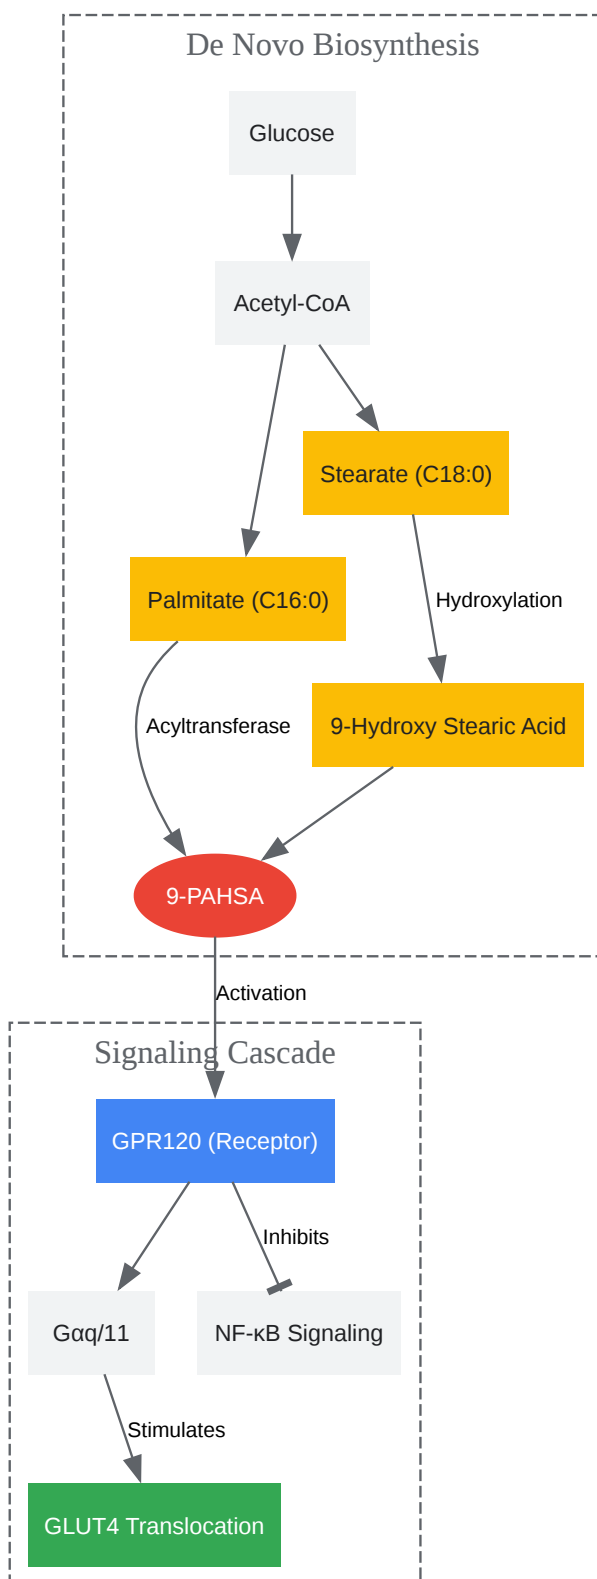 De Novo Biosynthesis
Glucose
Acetyl-CoA
Stearate (C18:0)
Palmitate (C16:0)
Hydroxylation
Acyltransferase
9-Hydroxy Stearic Acid
9-PAHSA
Activation
Signaling Cascade
GPR120 (Receptor)
Inhibits
Gαq/11
NF-κB Signaling
Stimulates
GLUT4 Translocation